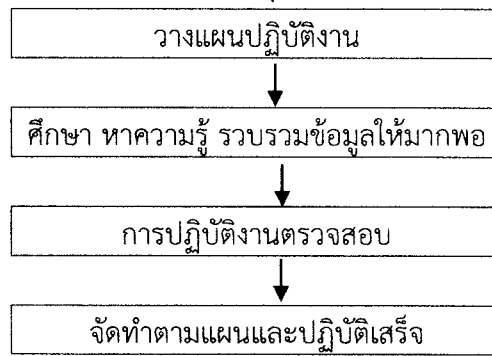 วางแผนปฏิบัติงาน
ศึกษา หาความรู้ รวบรวมข้อมูลให้มากพอ
การปฏิบัติงานตรวจสอบ
จัดทำตามแผนและปฏิบัติเสร็จ